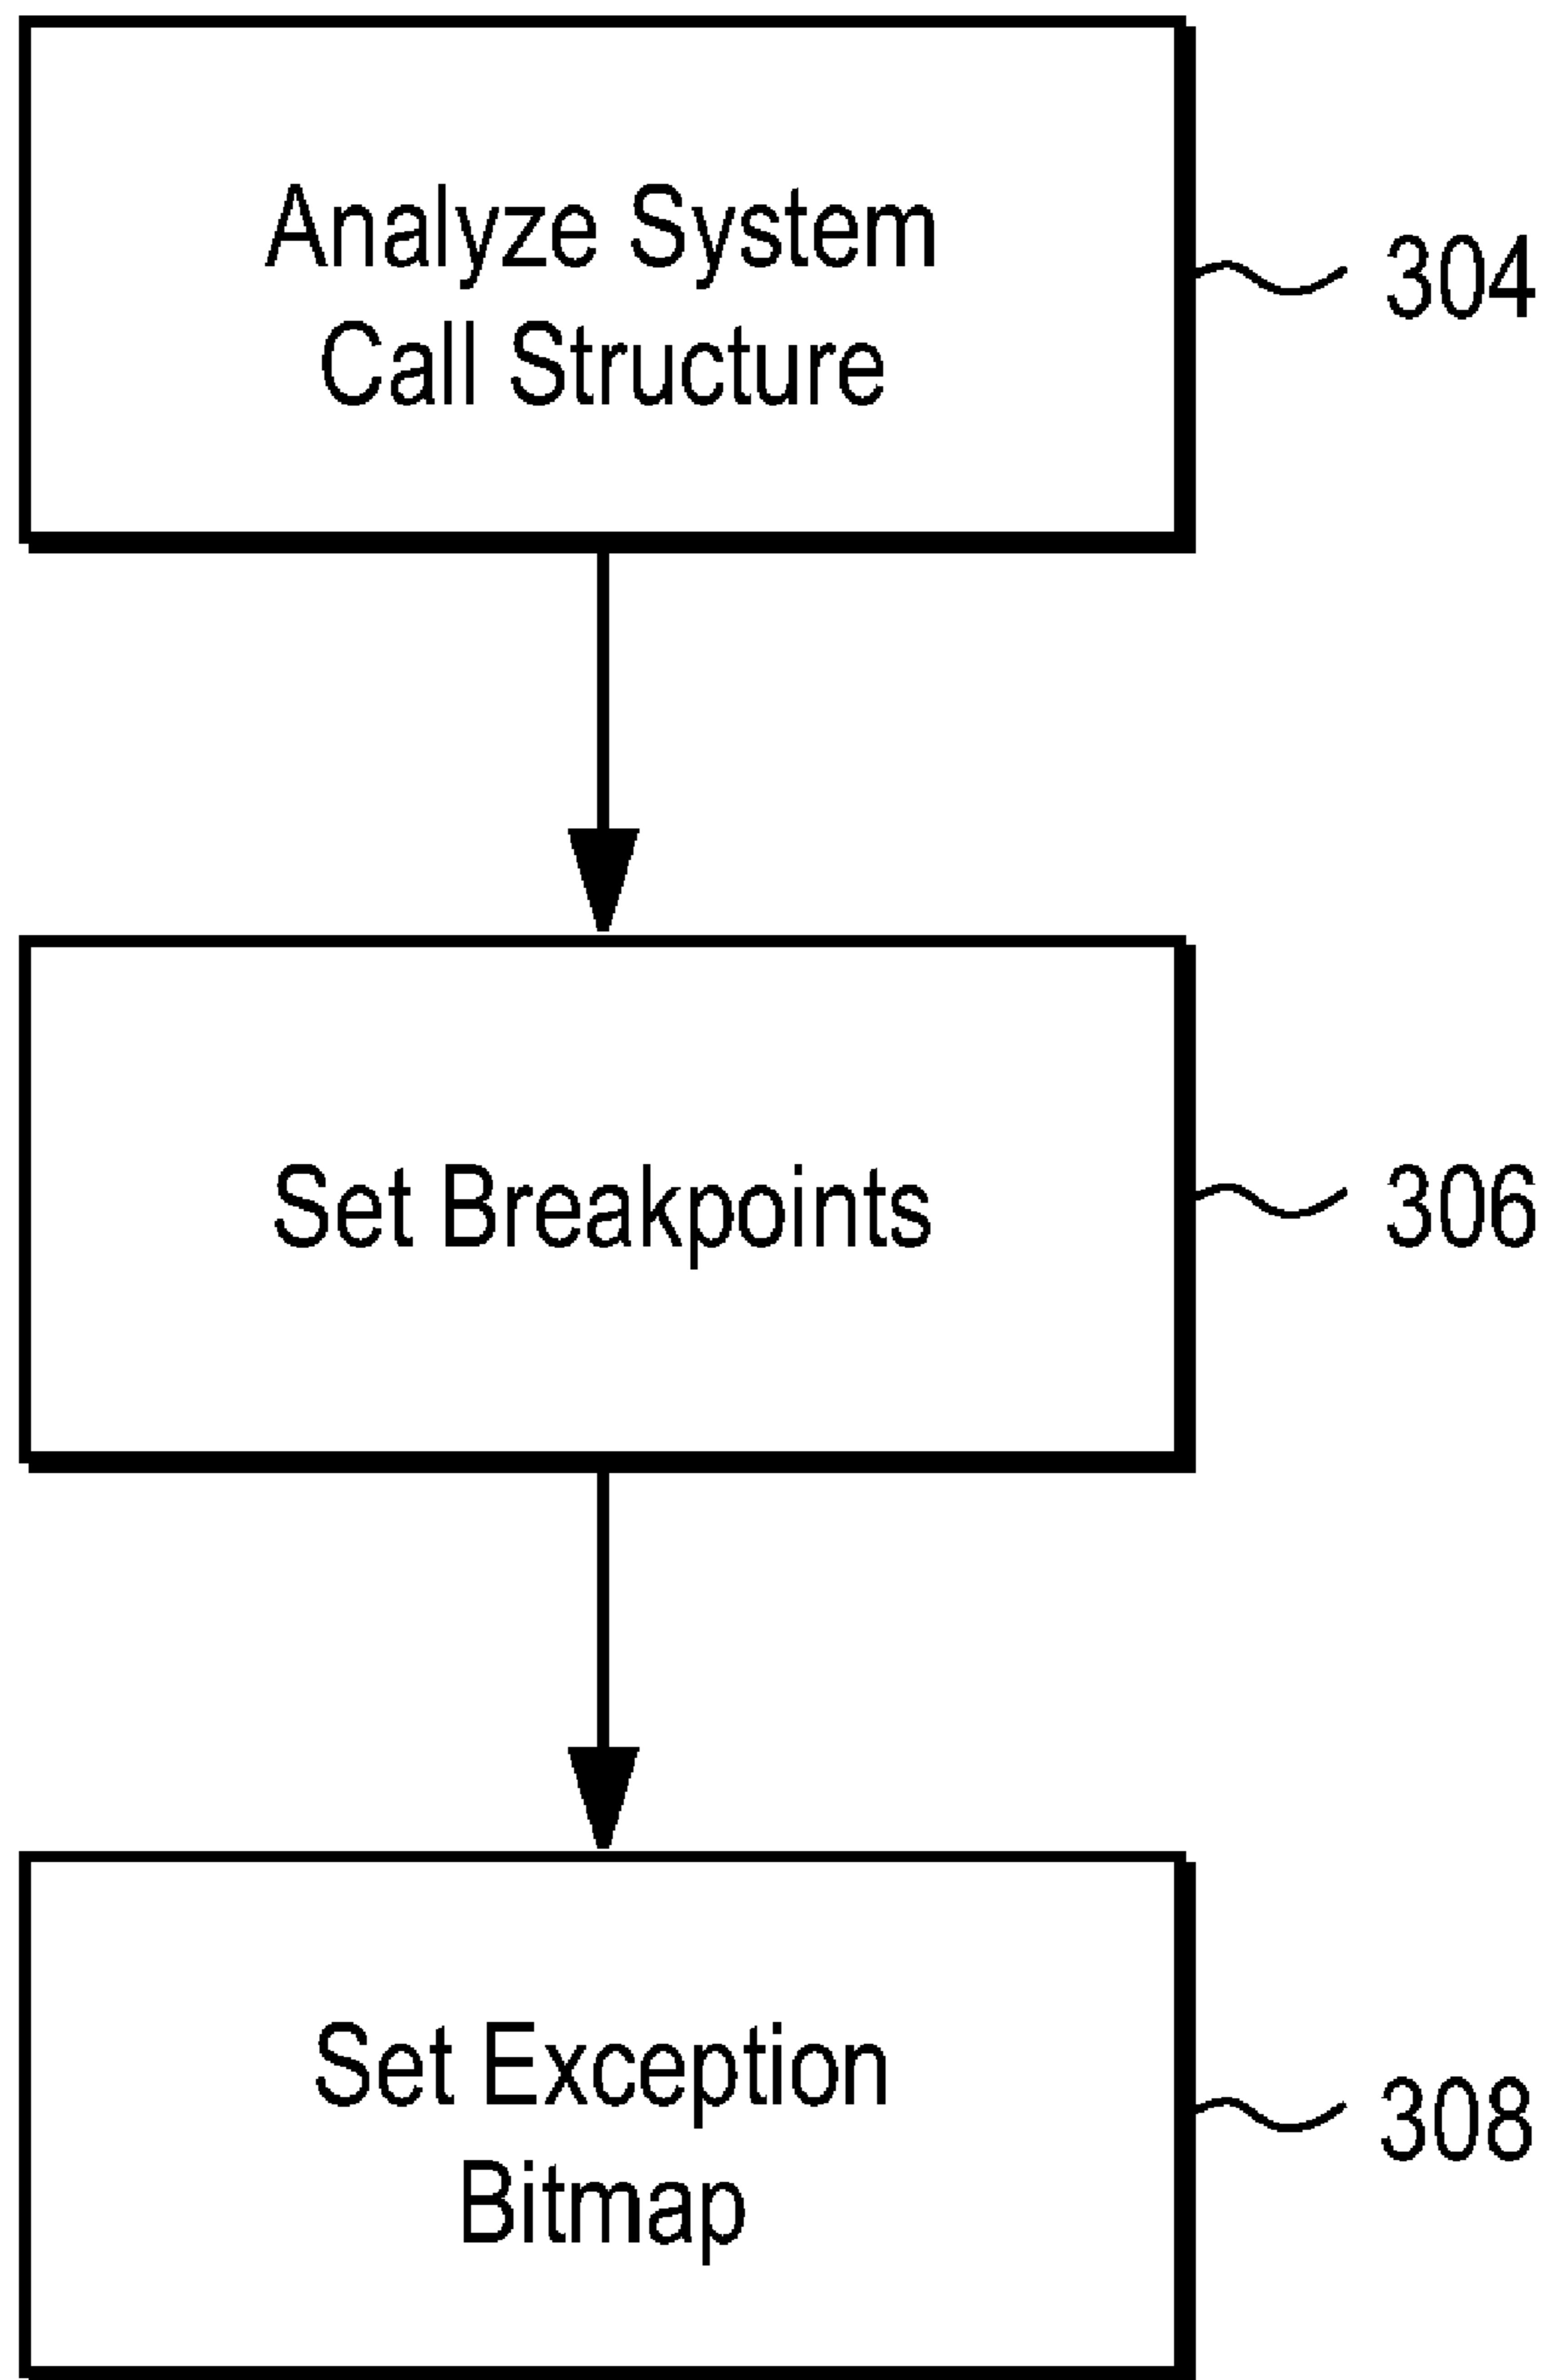 Analyze System
Call Structure
304
Set Breakpoints
306
Set Exception
Bitmap
308